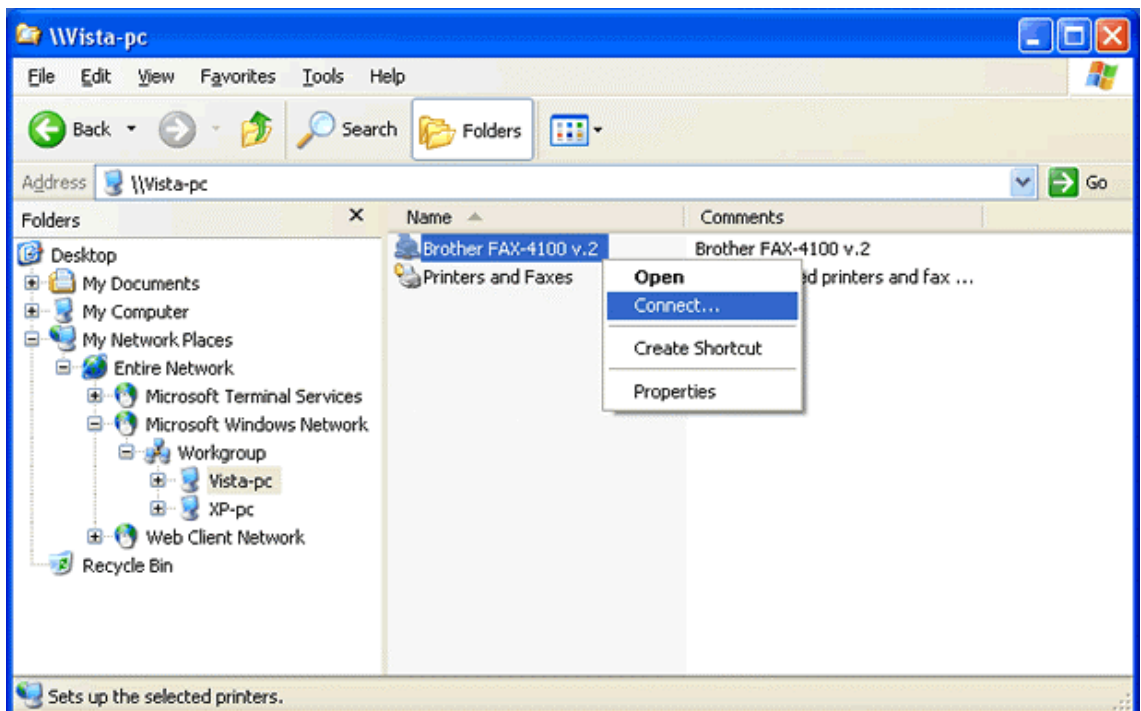 \\Vista-pc
File Edit View Favorites Tools Help
Back Search Folders
Address \\Vista-pc Go
Folders X Name Comments
Desktop
My Documents
My Computer
My Network Places
Entire Network
Microsoft Terminal Services
Microsoft Windows Network
Workgroup
Vista-pc
XP-pc
Web Client Network
Recycle Bin
Brother FAX-4100 v.2 Brother FAX-4100 v.2
Printers and Faxes printers and fax ...
Open
Connect...
Create Shortcut
Properties
Sets up the selected printers.